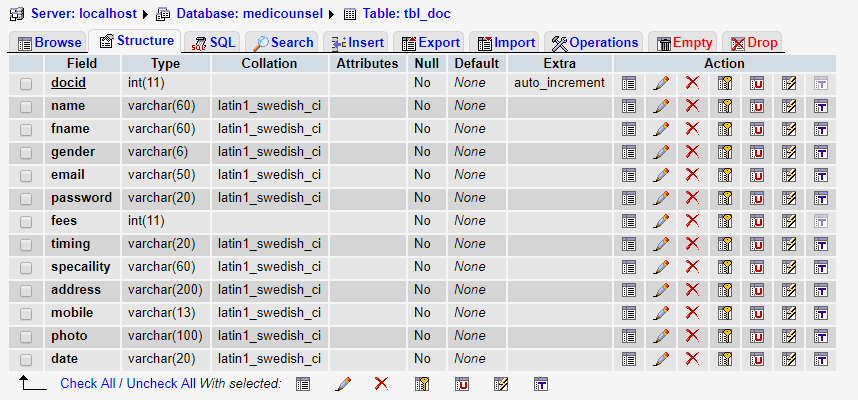 Server: localhost Database: medicounsel Table: tbl_doc
Browse Structure SQL Search Insert Export Import Operations Empty Drop
Field Type Collation Attributes Null Default Extra Action
docid int(11) No None auto_increment
name varchar(60) latin1_swedish_ci No None
fname varchar(60) latin1_swedish_ci No None
gender varchar(6) latin1_swedish_ci No None
email varchar(50) latin1_swedish_ci No None
password varchar(20) latin1_swedish_ci No None
fees int(11) No None
timing varchar(20) latin1_swedish_ci No None
specaility varchar(60) latin1_swedish_ci No None
address varchar(200) latin1_swedish_ci No None
mobile varchar(13) latin1_swedish_ci No None
photo varchar(100) latin1_swedish_ci No None
date varchar(20) latin1_swedish_ci No None
Check All / Uncheck All With selected: